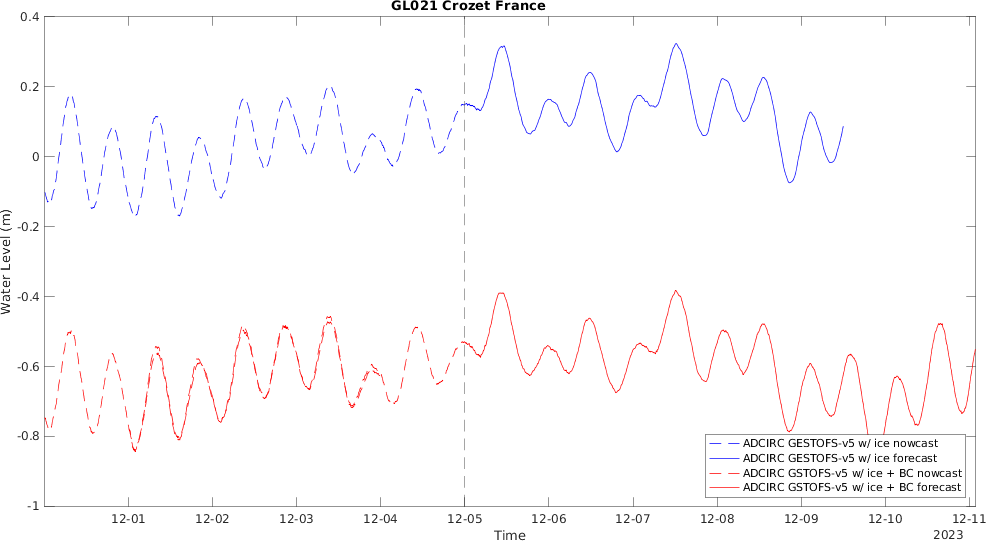 GL021 Crozet France
Water Level (m)
0.4
0.2
0
-0.2
-0.4
-0.6
-0.8
-1
ADCIRC GESTOFS-v5 w/ ice nowcast
ADCIRC GESTOFS-v5 w/ ice forecast
ADCIRC GSTOFS-v5 w/ ice + BC nowcast
ADCIRC GSTOFS-v5 w/ ice + BC forecast
12-01 12-02 12-03 12-04 12-05 12-06 12-07 12-08 12-09 12-10 12-11
Time
2023